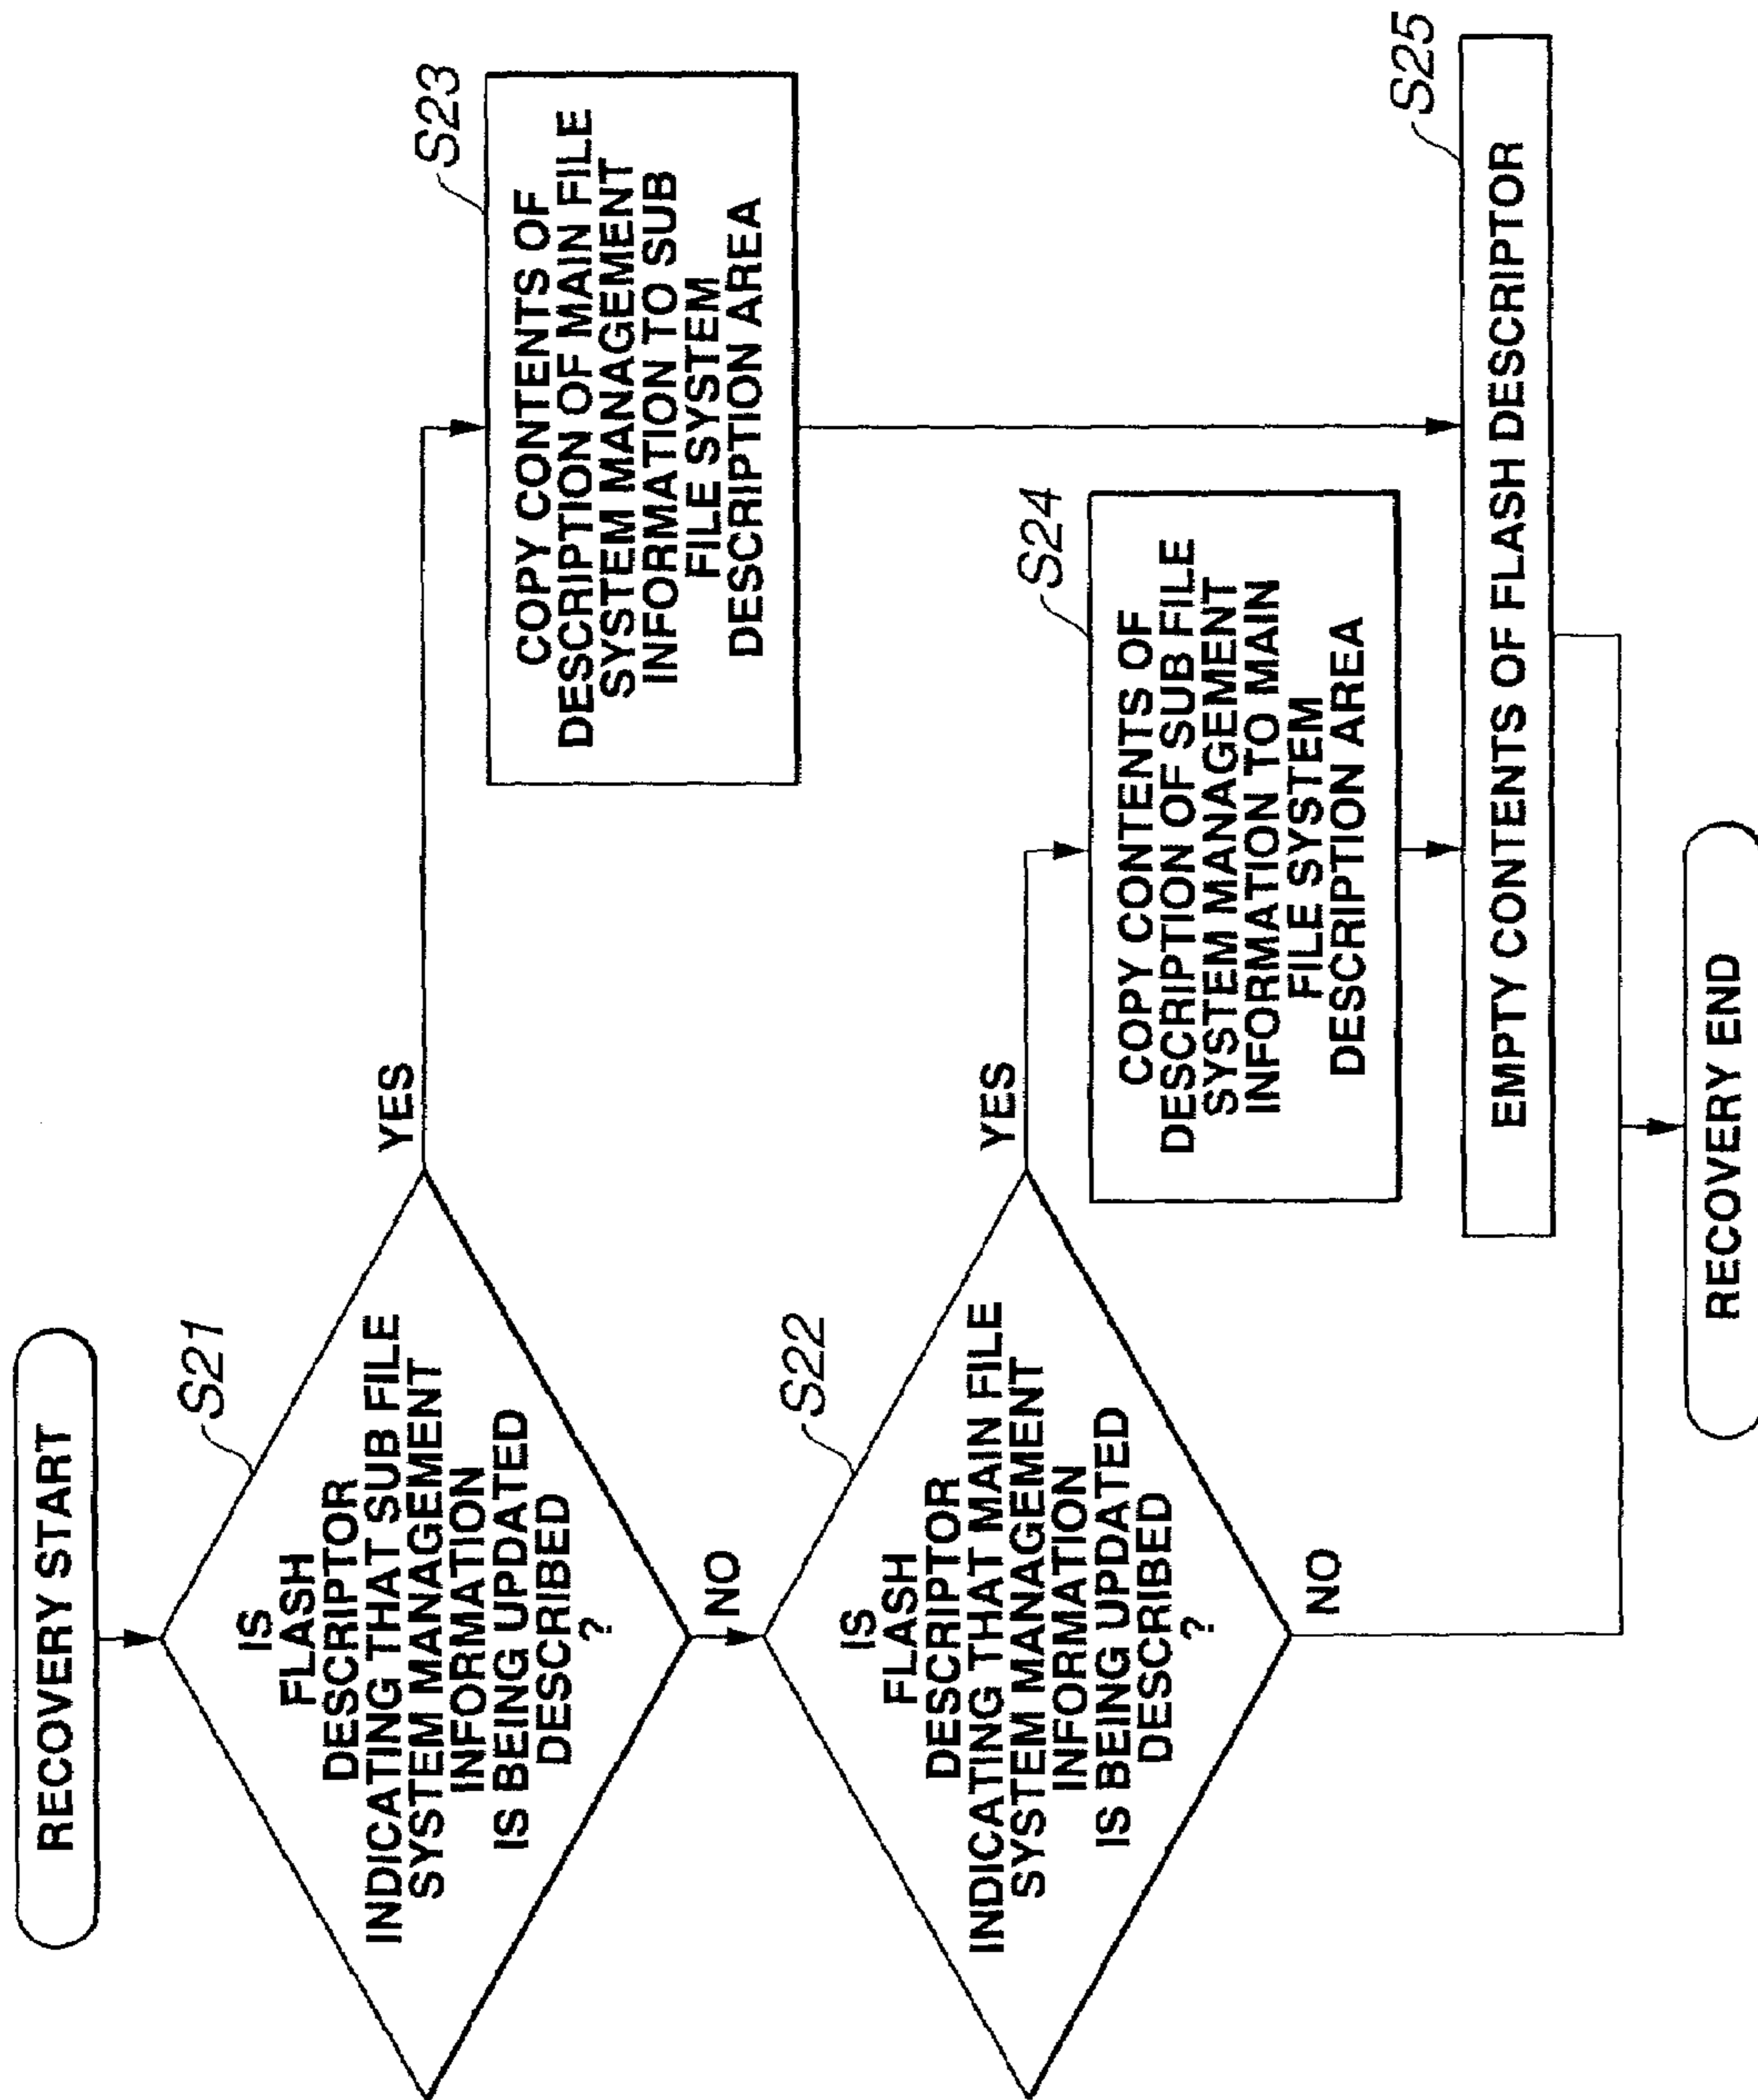 RECOVERY START
S21
IS
FLASH
DESCRIPTOR
INDICATING THAT SUB FILE
SYSTEM MANAGEMENT
INFORMATION
IS BEING UPDATED
DESCRIBED
?
YES
NO
S23
COPY CONTENTS OF
DESCRIPTION OF MAIN FILE
SYSTEM MANAGEMENT
INFORMATION TO SUB
FILE SYSTEM
DESCRIPTION AREA
S22
IS
FLASH
DESCRIPTOR
INDICATING THAT MAIN FILE
SYSTEM MANAGEMENT
INFORMATION
IS BEING UPDATED
DESCRIBED
?
YES
NO
S24
COPY CONTENTS OF
DESCRIPTION OF SUB FILE
SYSTEM MANAGEMENT
INFORMATION TO MAIN
FILE SYSTEM
DESCRIPTION AREA
S25
EMPTY CONTENTS OF FLASH DESCRIPTOR
RECOVERY END